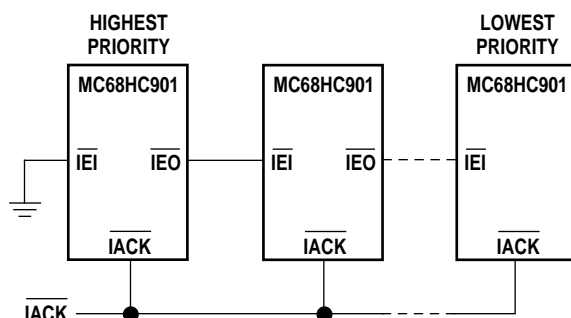 HIGHEST
PRIORITY
LOWEST
PRIORITY
MC68HC901
MC68HC901
MC68HC901
IEI
IEO
IEI
IEO
IEI
IACK
IACK
IACK
IACK